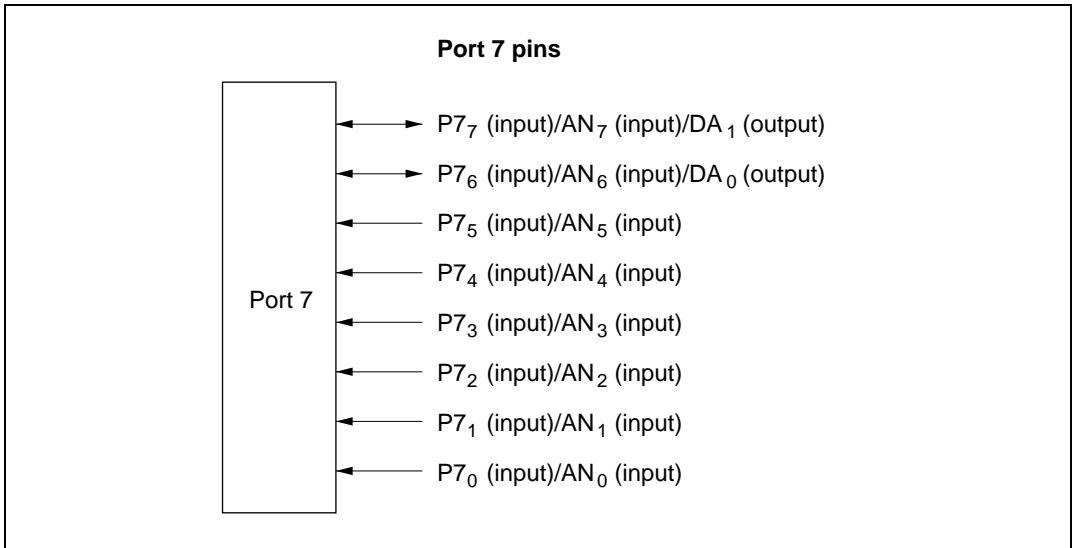 Port 7 pins
P7₇ (input)/AN₇ (input)/DA₁ (output)
P7₆ (input)/AN₆ (input)/DA₀ (output)
P7₅ (input)/AN₅ (input)
P7₄ (input)/AN₄ (input)
Port 7
P7₃ (input)/AN₃ (input)
P7₂ (input)/AN₂ (input)
P7₁ (input)/AN₁ (input)
P7₀ (input)/AN₀ (input)